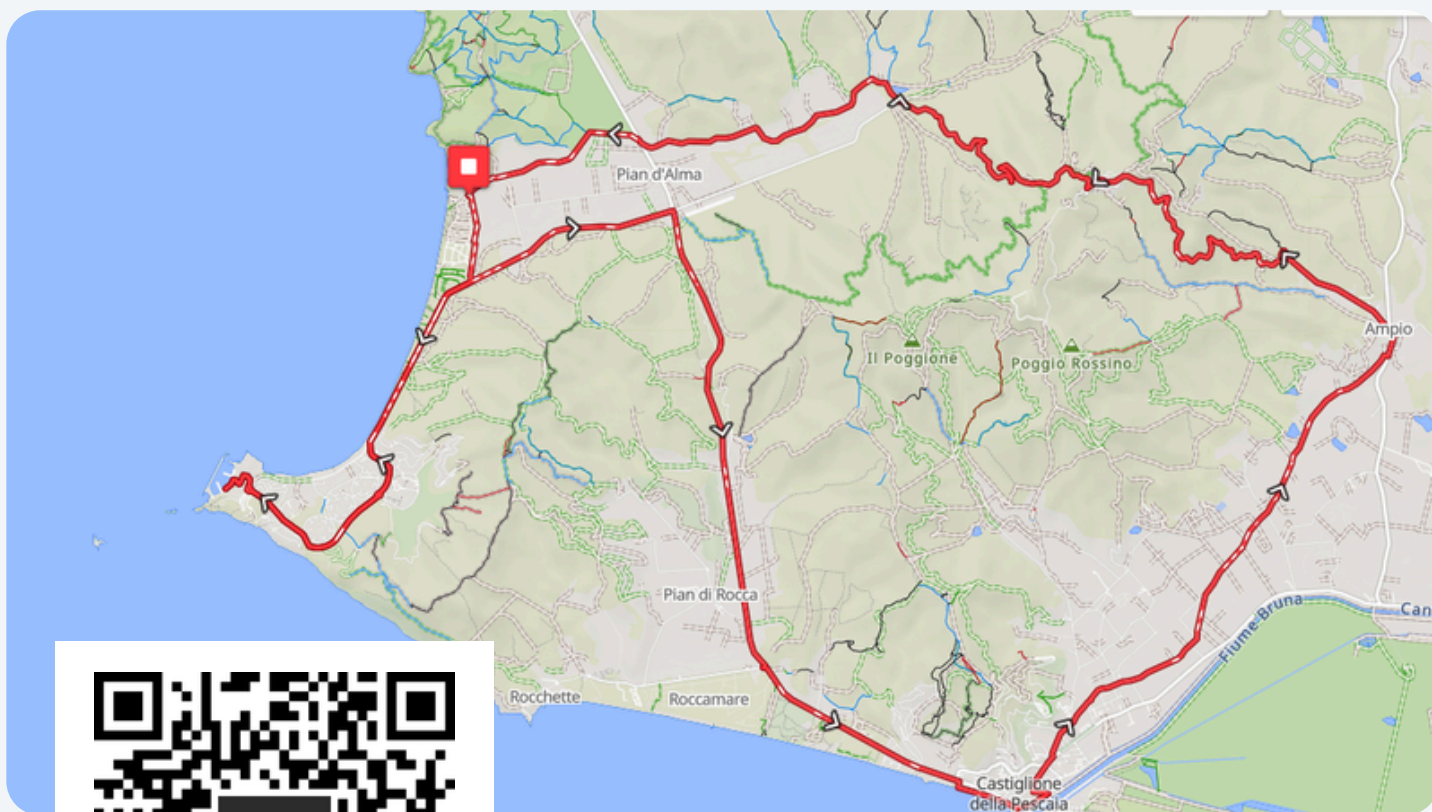 Pian d'Alma
Ampio
Il Poggione
Poggio Rossino
Pian di Rocca
Fiume Bruna
Can
Rocchette
Roccamare
Castiglione
della Pescaia